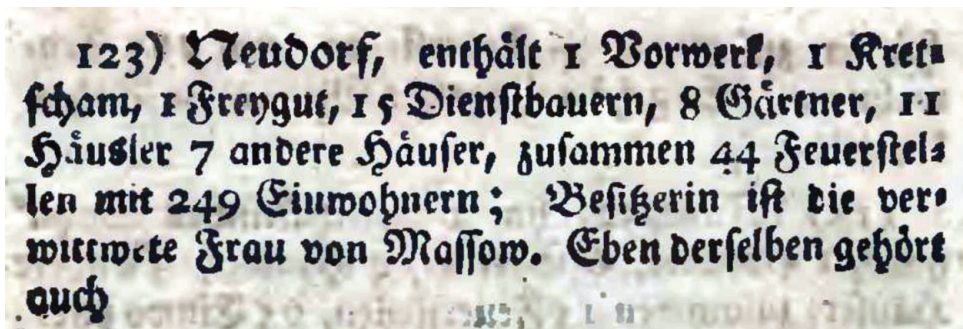 123) Neudorf, enthält 1 Vorwerk, 1 Kret-
scham, 1 Freygut, 15 Dienstbauern, 8 Gärtner, 11
Häusler 7 andere Häuser, zusammen 44 Feuerstel-
len mit 249 Einwohnern; Besitzerin ist die ver-
wittwete Frau von Massow. Eben derselben gehört
auch